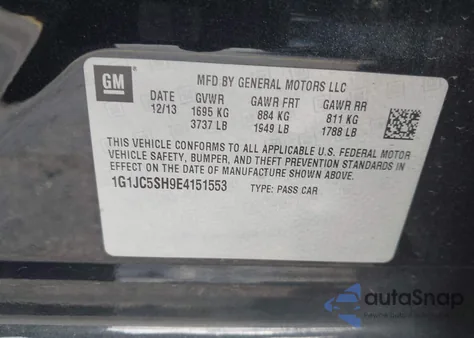 GM
MFD BY GENERAL MOTORS LLC
DATE GVWR GAWR FRT GAWR RR
12/13 1695 KG 884 KG 811 KG
3737 LB 1949 LB 1788 LB
THIS VEHICLE CONFORMS TO ALL APPLICABLE U.S. FEDERAL MOTOR
VEHICLE SAFETY, BUMPER, AND THEFT PREVENTION STANDARDS IN
EFFECT ON THE DATE OF MANUFACTURE SHOWN ABOVE.
1G1JC5SH9E4151553 TYPE: PASS CAR
autoSnap